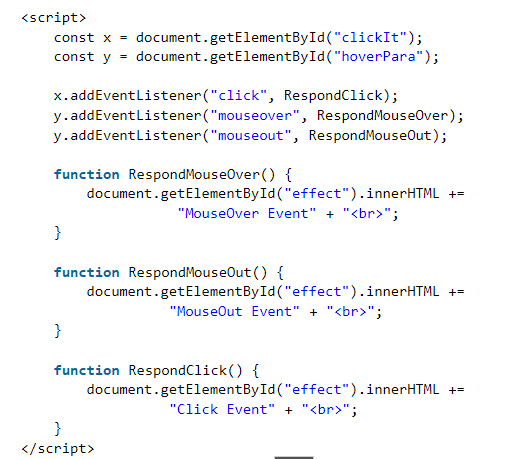 <script>
    const x = document.getElementById("clickIt");
    const y = document.getElementById("hoverPara");

    x.addEventListener("click", RespondClick);
    y.addEventListener("mouseover", RespondMouseOver);
    y.addEventListener("mouseout", RespondMouseOut);

    function RespondMouseOver() {
        document.getElementById("effect").innerHTML +=
                   "MouseOver Event" + "<br>";
    }

    function RespondMouseOut() {
        document.getElementById("effect").innerHTML +=
                  "MouseOut Event" + "<br>";
    }

    function RespondClick() {
        document.getElementById("effect").innerHTML +=
                  "Click Event" + "<br>";
    }
</script>